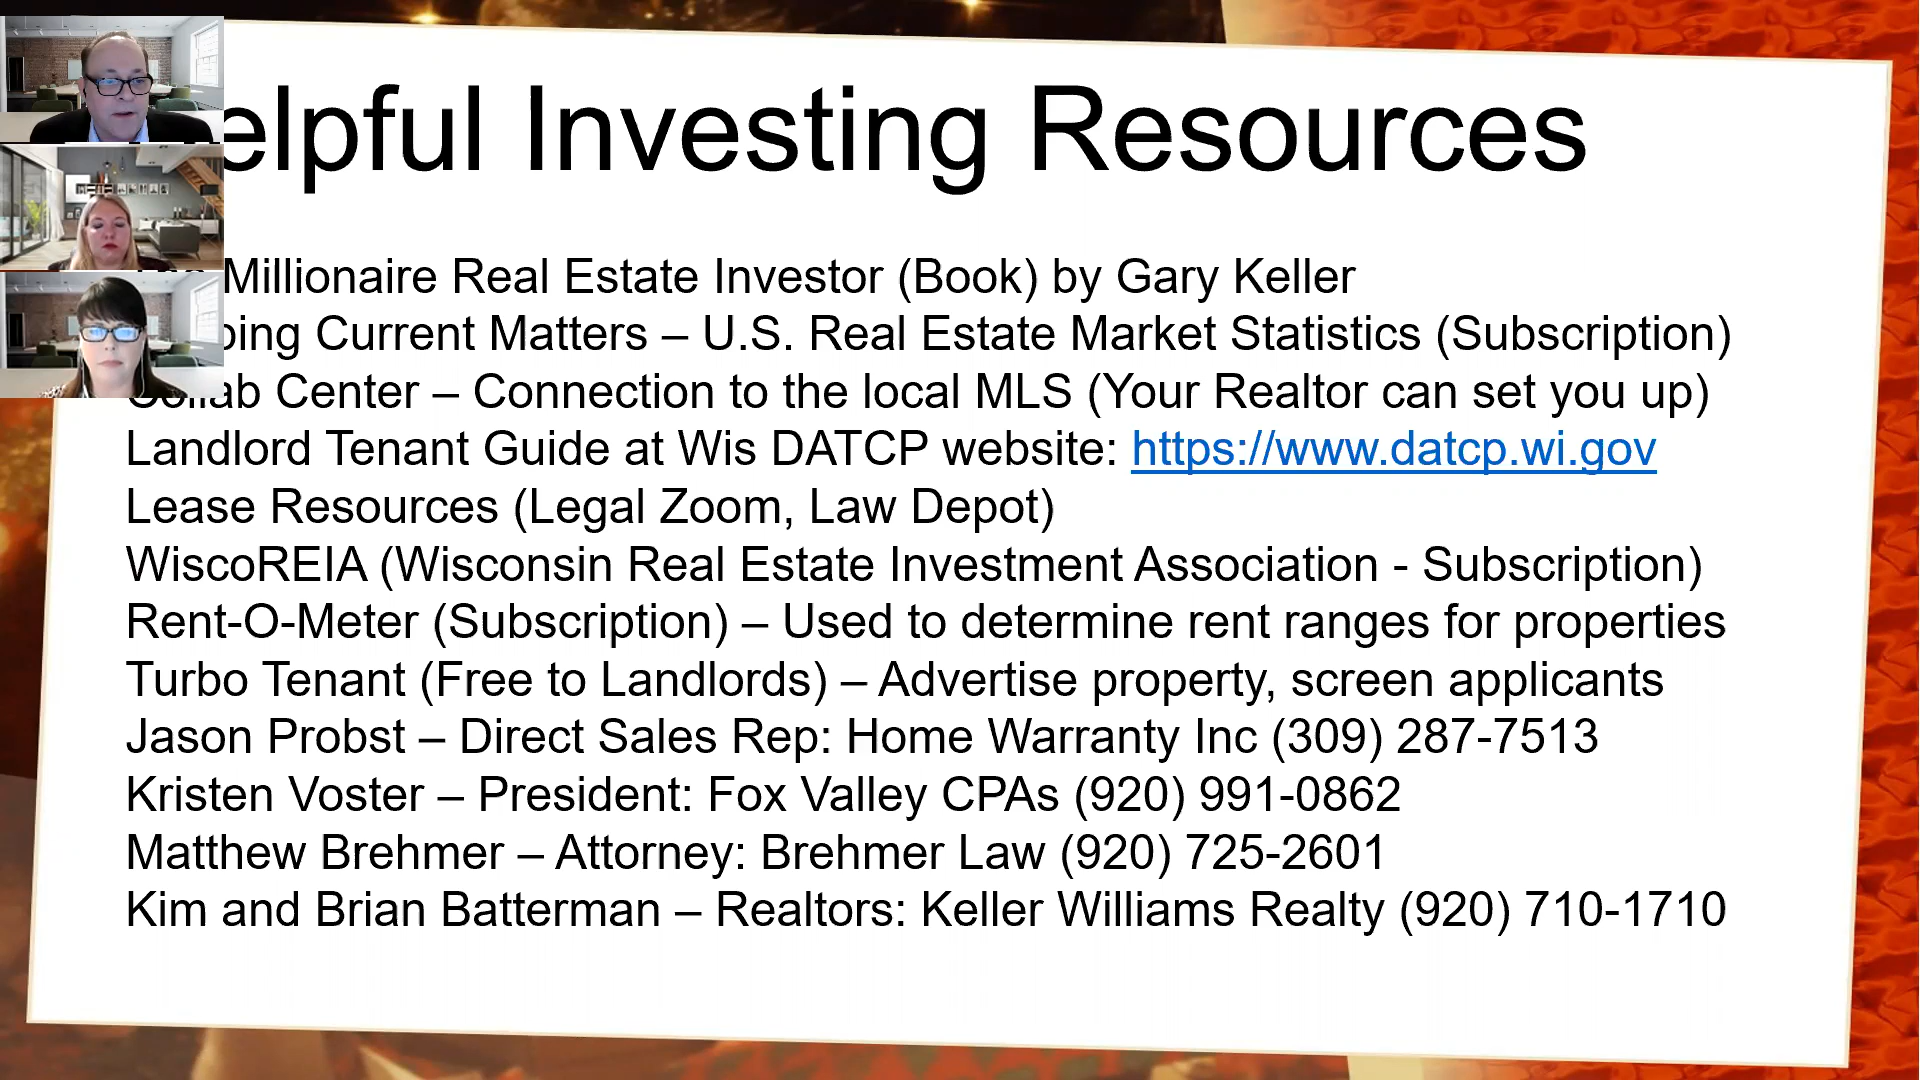 elpful Investing Resources
Millionaire Real Estate Investor (Book) by Gary Keller
ping Current Matters – U.S. Real Estate Market Statistics (Subscription)
Collab Center – Connection to the local MLS (Your Realtor can set you up)
Landlord Tenant Guide at Wis DATCP website: https://www.datcp.wi.gov
Lease Resources (Legal Zoom, Law Depot)
WiscoREIA (Wisconsin Real Estate Investment Association - Subscription)
Rent-O-Meter (Subscription) – Used to determine rent ranges for properties
Turbo Tenant (Free to Landlords) – Advertise property, screen applicants
Jason Probst – Direct Sales Rep: Home Warranty Inc (309) 287-7513
Kristen Voster – President: Fox Valley CPAs (920) 991-0862
Matthew Brehmer – Attorney: Brehmer Law (920) 725-2601
Kim and Brian Batterman – Realtors: Keller Williams Realty (920) 710-1710